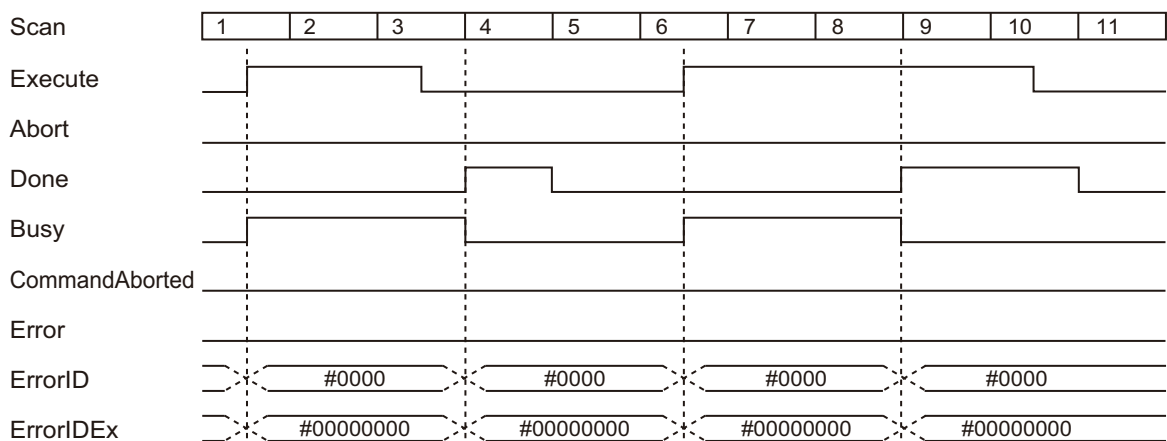 Scan 1 2 3 4 5 6 7 8 9 10 11
Execute
Abort
Done
Busy
CommandAborted
Error
ErrorID #0000 #0000 #0000 #0000
ErrorIDEx #00000000 #00000000 #00000000 #00000000